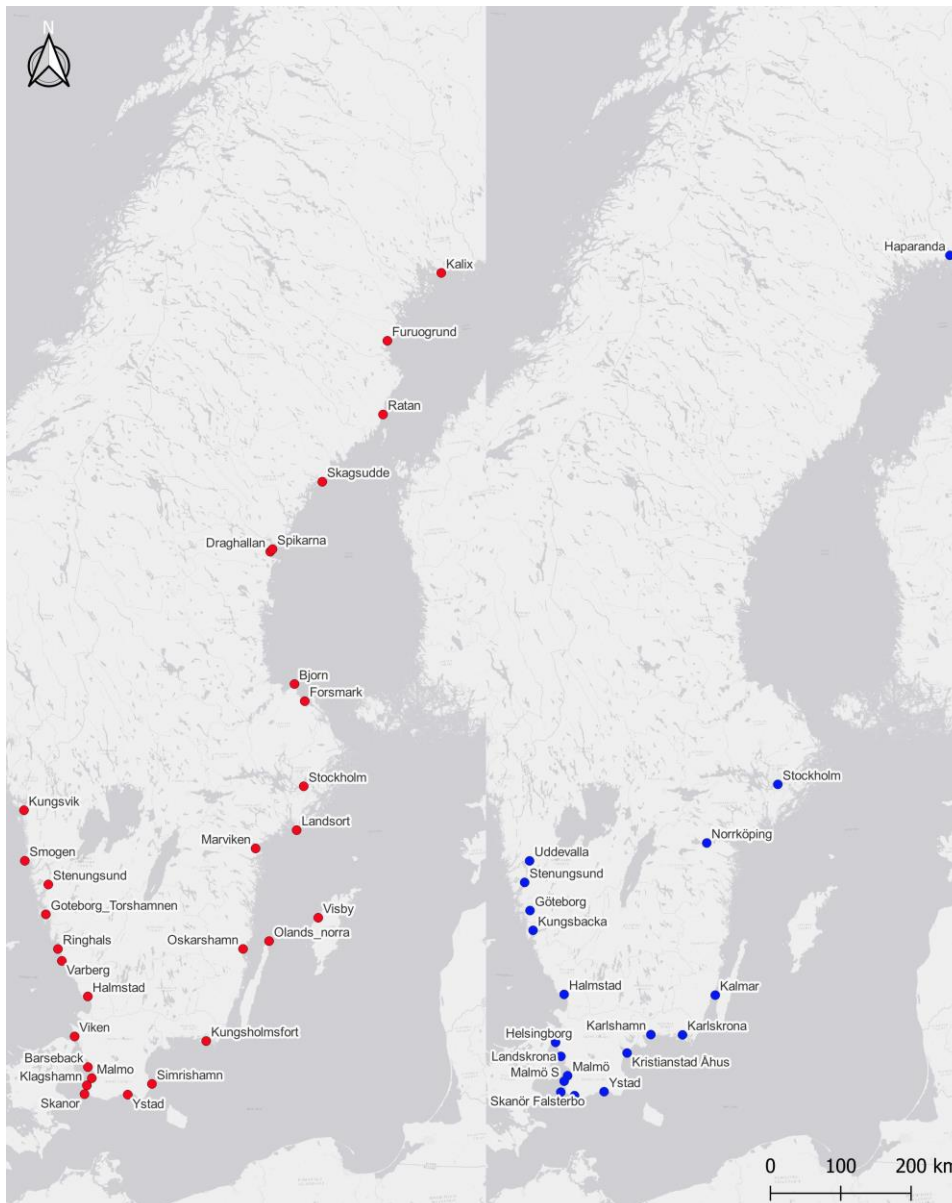 N
Kalix
Furuogrund
Ratan
Skagsudde
Draghallan
Spikarna
Bjorn
Forsmark
Stockholm
Kungsvik
Landsort
Marviken
Smogen
Stenungsund
Goteborg_Torshamnen
Visby
Olands_norra
Ringhals
Oskarshamn
Varberg
Halmstad
Viken
Kungsholmsfort
Barseback
Malmo
Klagshamn
Simrishamn
Skanor
Ystad
Haparanda
Stockholm
Norrköping
Uddevalla
Stenungsund
Göteborg
Kungsbacka
Halmstad
Kalmar
Helsingborg
Karlshamn
Karlskrona
Landskrona
Kristianstad Åhus
Malmö
Malmö S
Ystad
Skanör Falsterbo
0 100 200 km